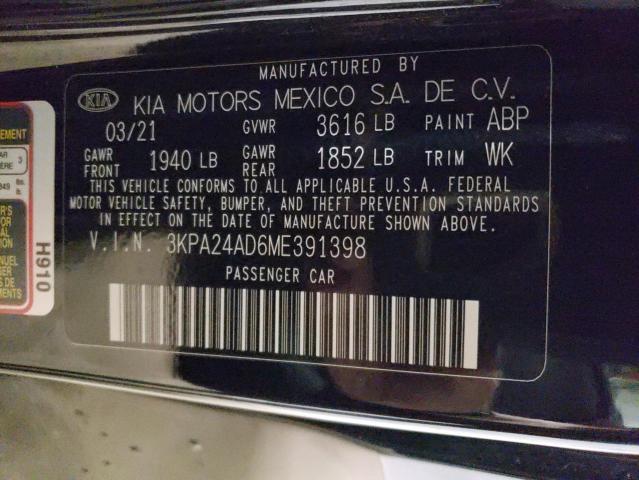 MANUFACTURED BY
KIA KIA MOTORS MEXICO S.A. DE C.V.
03/21 GVWR 3616 LB PAINT ABP
GAWR FRONT 1940 LB GAWR REAR 1852 LB TRIM WK
THIS VEHICLE CONFORMS TO ALL APPLICABLE U.S.A. FEDERAL
MOTOR VEHICLE SAFETY, BUMPER, AND THEFT PREVENTION STANDARDS
IN EFFECT ON THE DATE OF MANUFACTURE SHOWN ABOVE.
V.I.N. 3KPA24AD6ME391398
PASSENGER CAR
H910